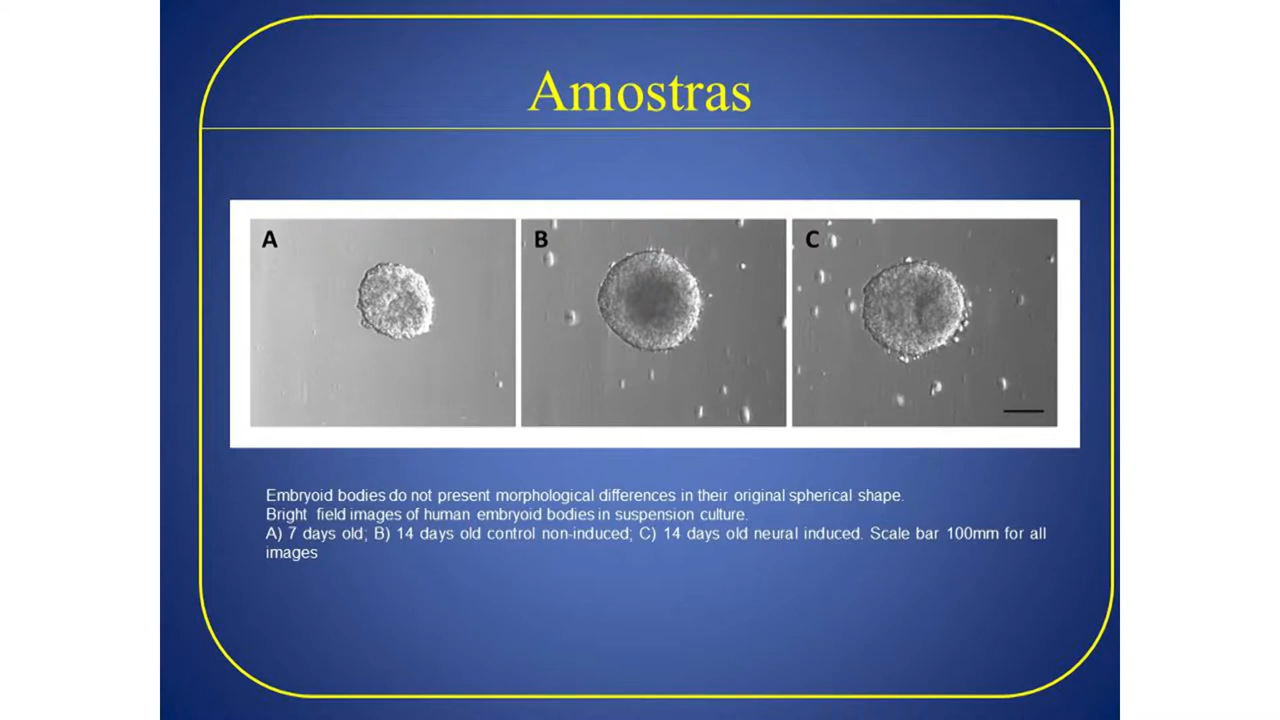 Amostras
A
B
C
Embryoid bodies do not present morphological differences in their original spherical shape.
Bright field images of human embryoid bodies in suspension culture.
A) 7 days old; B) 14 days old control non-induced; C) 14 days old neural induced. Scale bar 100mm for all
images